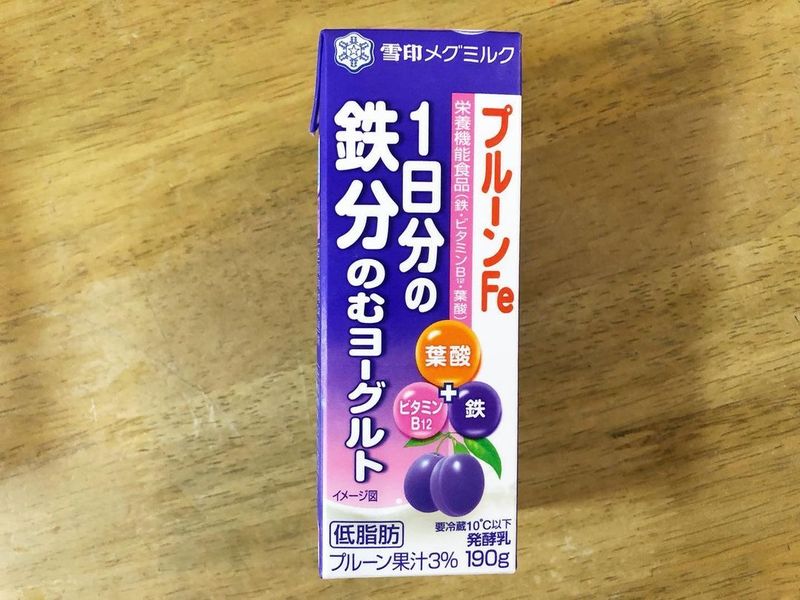 雪印メグミルク
プルーンFe
栄養機能食品(鉄・ビタミンB12・葉酸)
1日分の
鉄分のむヨーグルト
葉酸
+
ビタミン
B12
鉄
イメージ図
低脂肪
要冷蔵10℃以下
発酵乳
プルーン果汁3% 190g